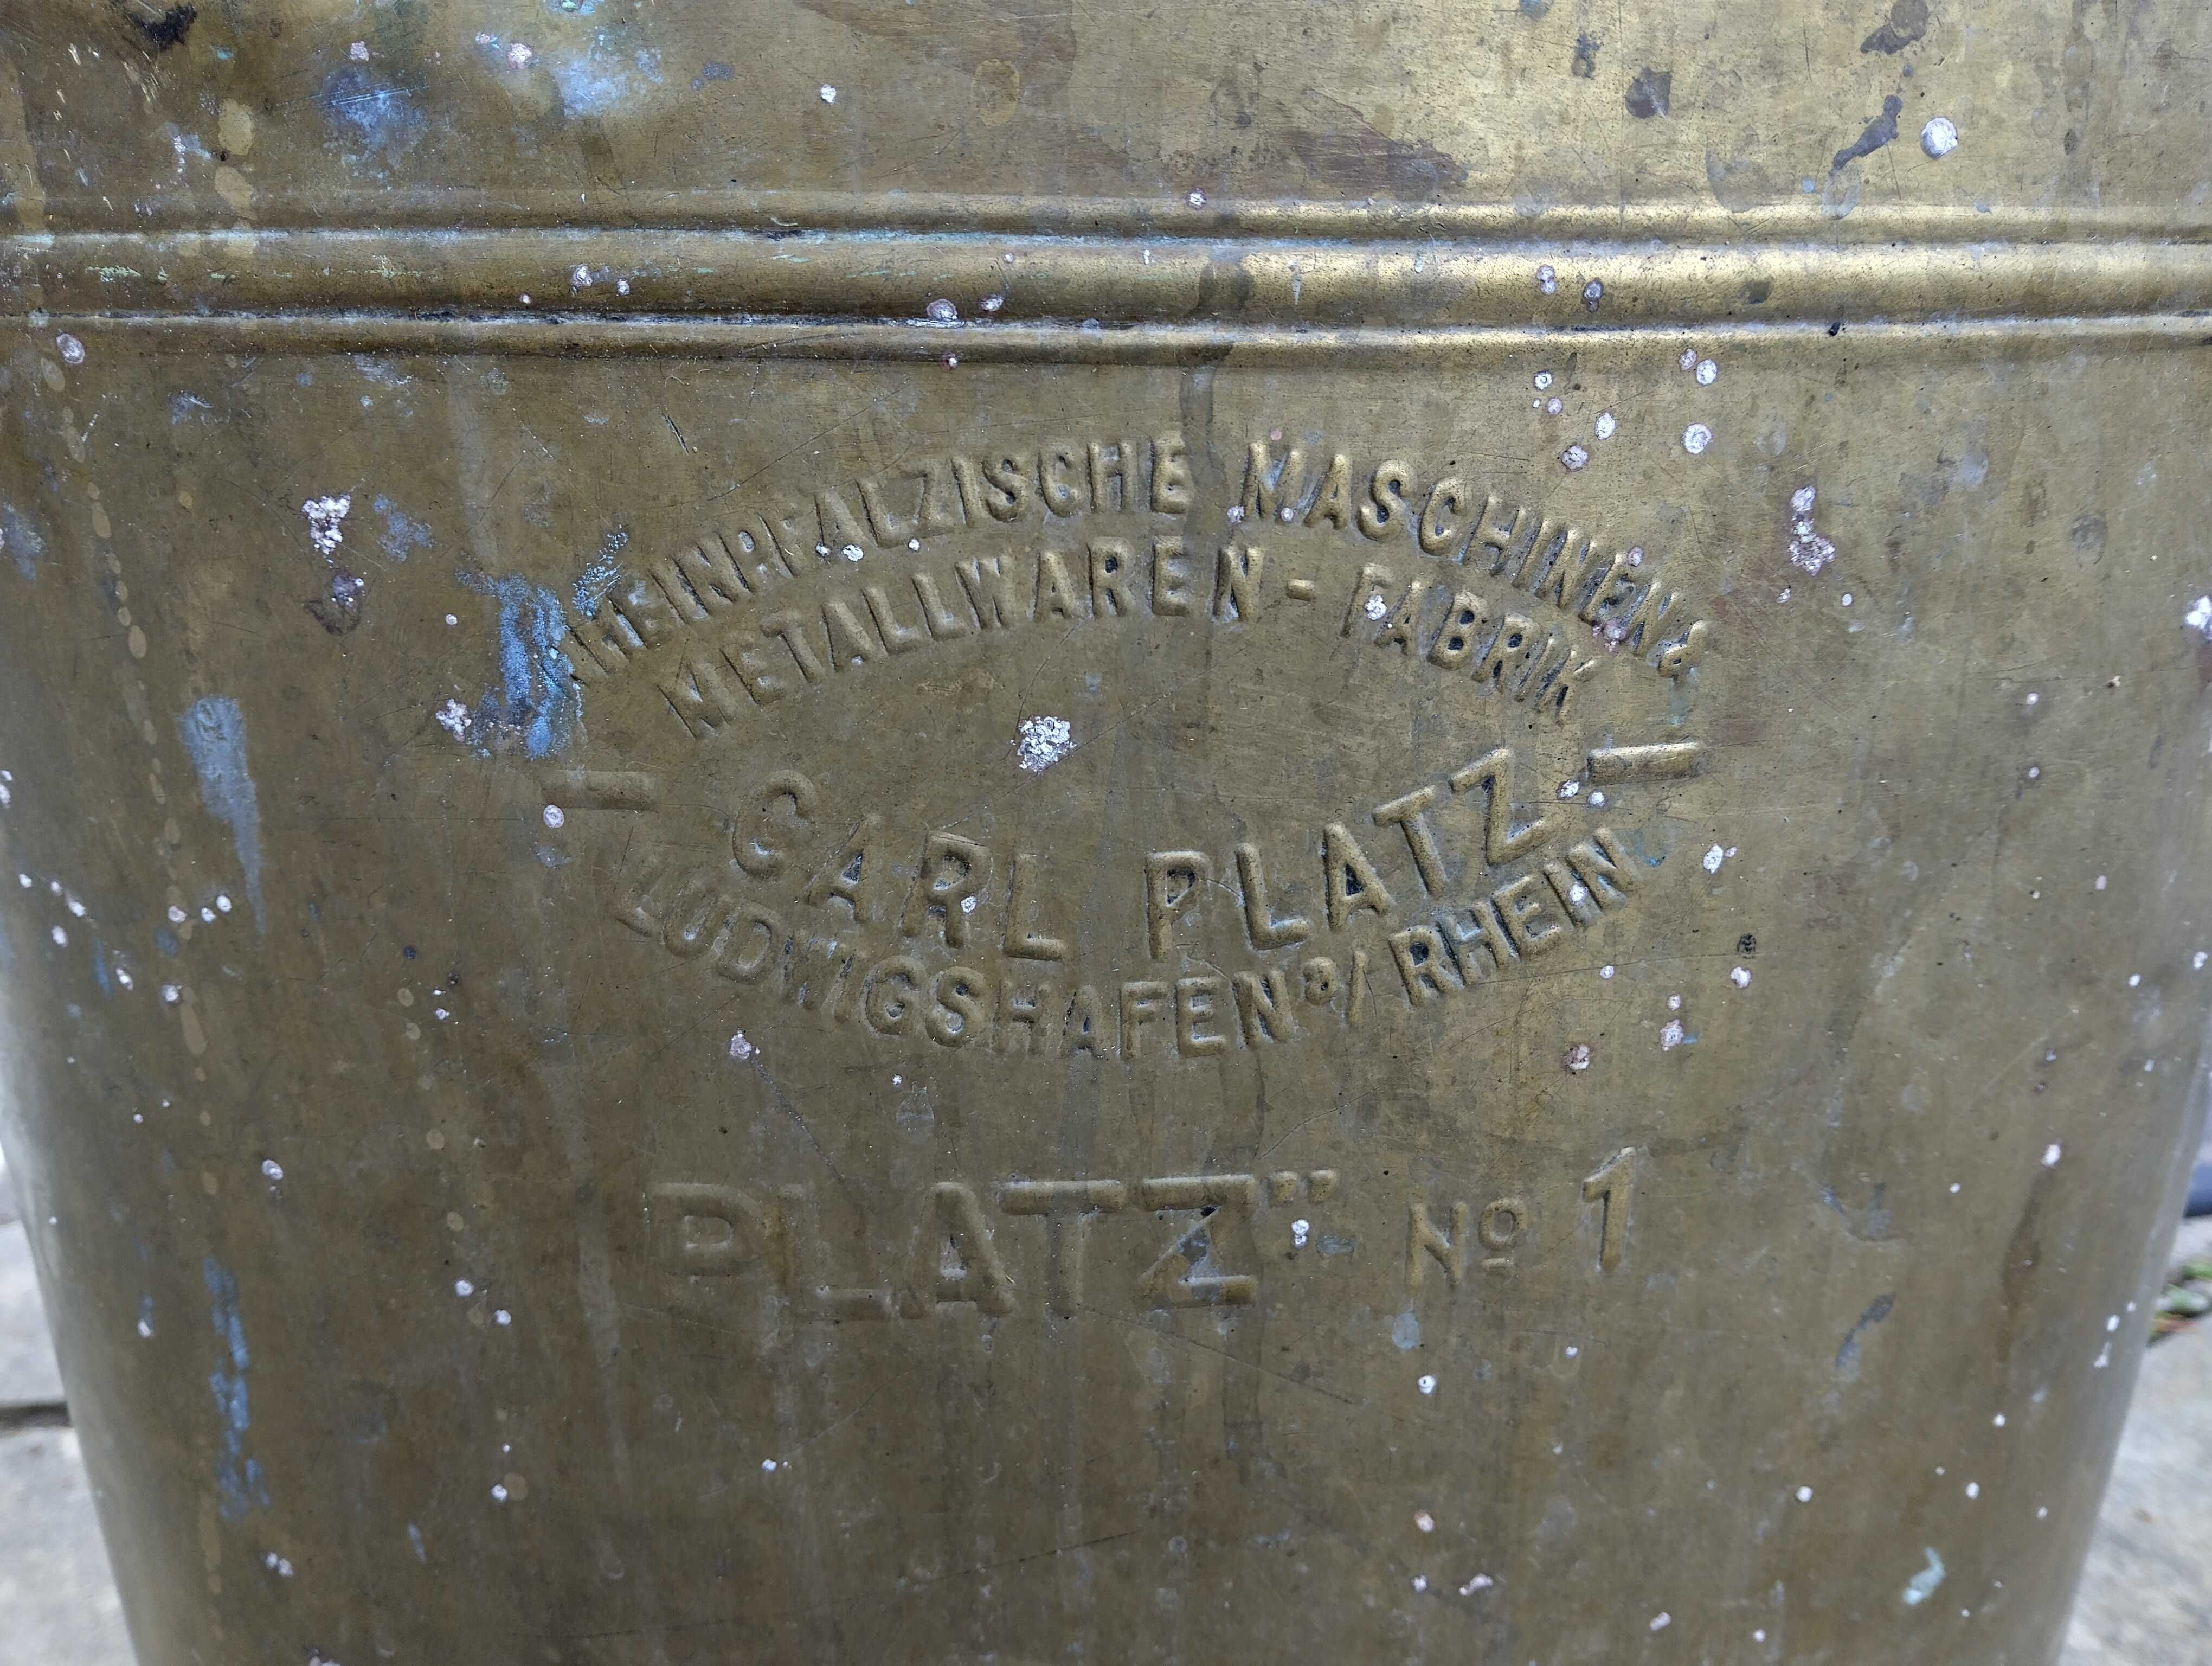 RHEINPFALZISCHE MASCHINEN &
METALLWAREN - FABRIK
— CARL PLATZ —
LUDWIGSHAFEN a/ RHEIN
PLATZ" No 1